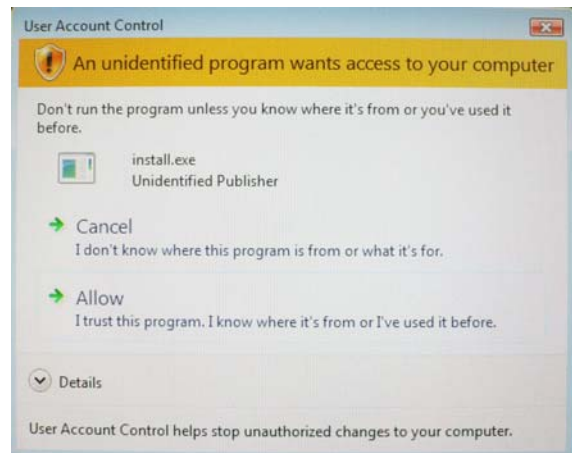 User Account Control
An unidentified program wants access to your computer
Don't run the program unless you know where it's from or you've used it
before.
install.exe
Unidentified Publisher
Cancel
I don't know where this program is from or what it's for.
Allow
I trust this program. I know where it's from or I've used it before.
Details
User Account Control helps stop unauthorized changes to your computer.